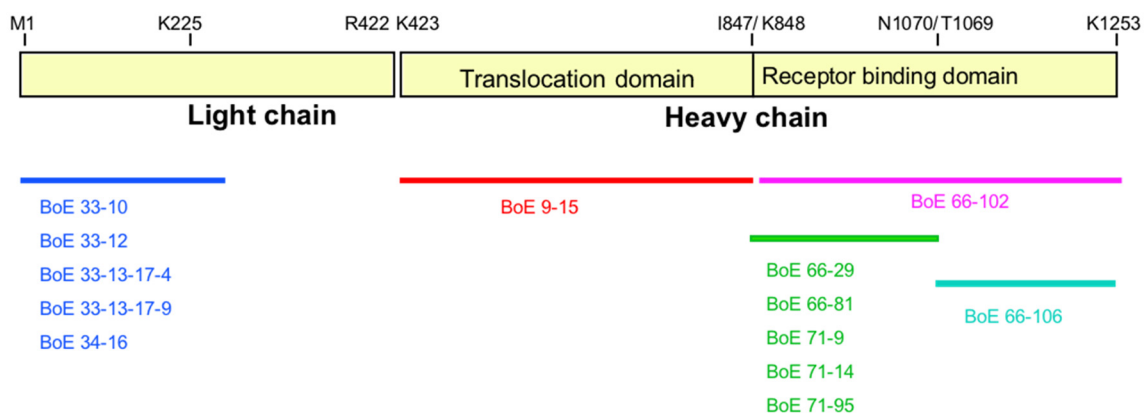 M1 K225 R422 K423 I847/ K848 N1070/ T1069 K1253
Translocation domain Receptor binding domain
Light chain Heavy chain
BoE 33-10 BoE 9-15 BoE 66-102
BoE 33-12
BoE 33-13-17-4 BoE 66-29
BoE 33-13-17-9 BoE 66-81 BoE 66-106
BoE 34-16 BoE 71-9
BoE 71-14
BoE 71-95